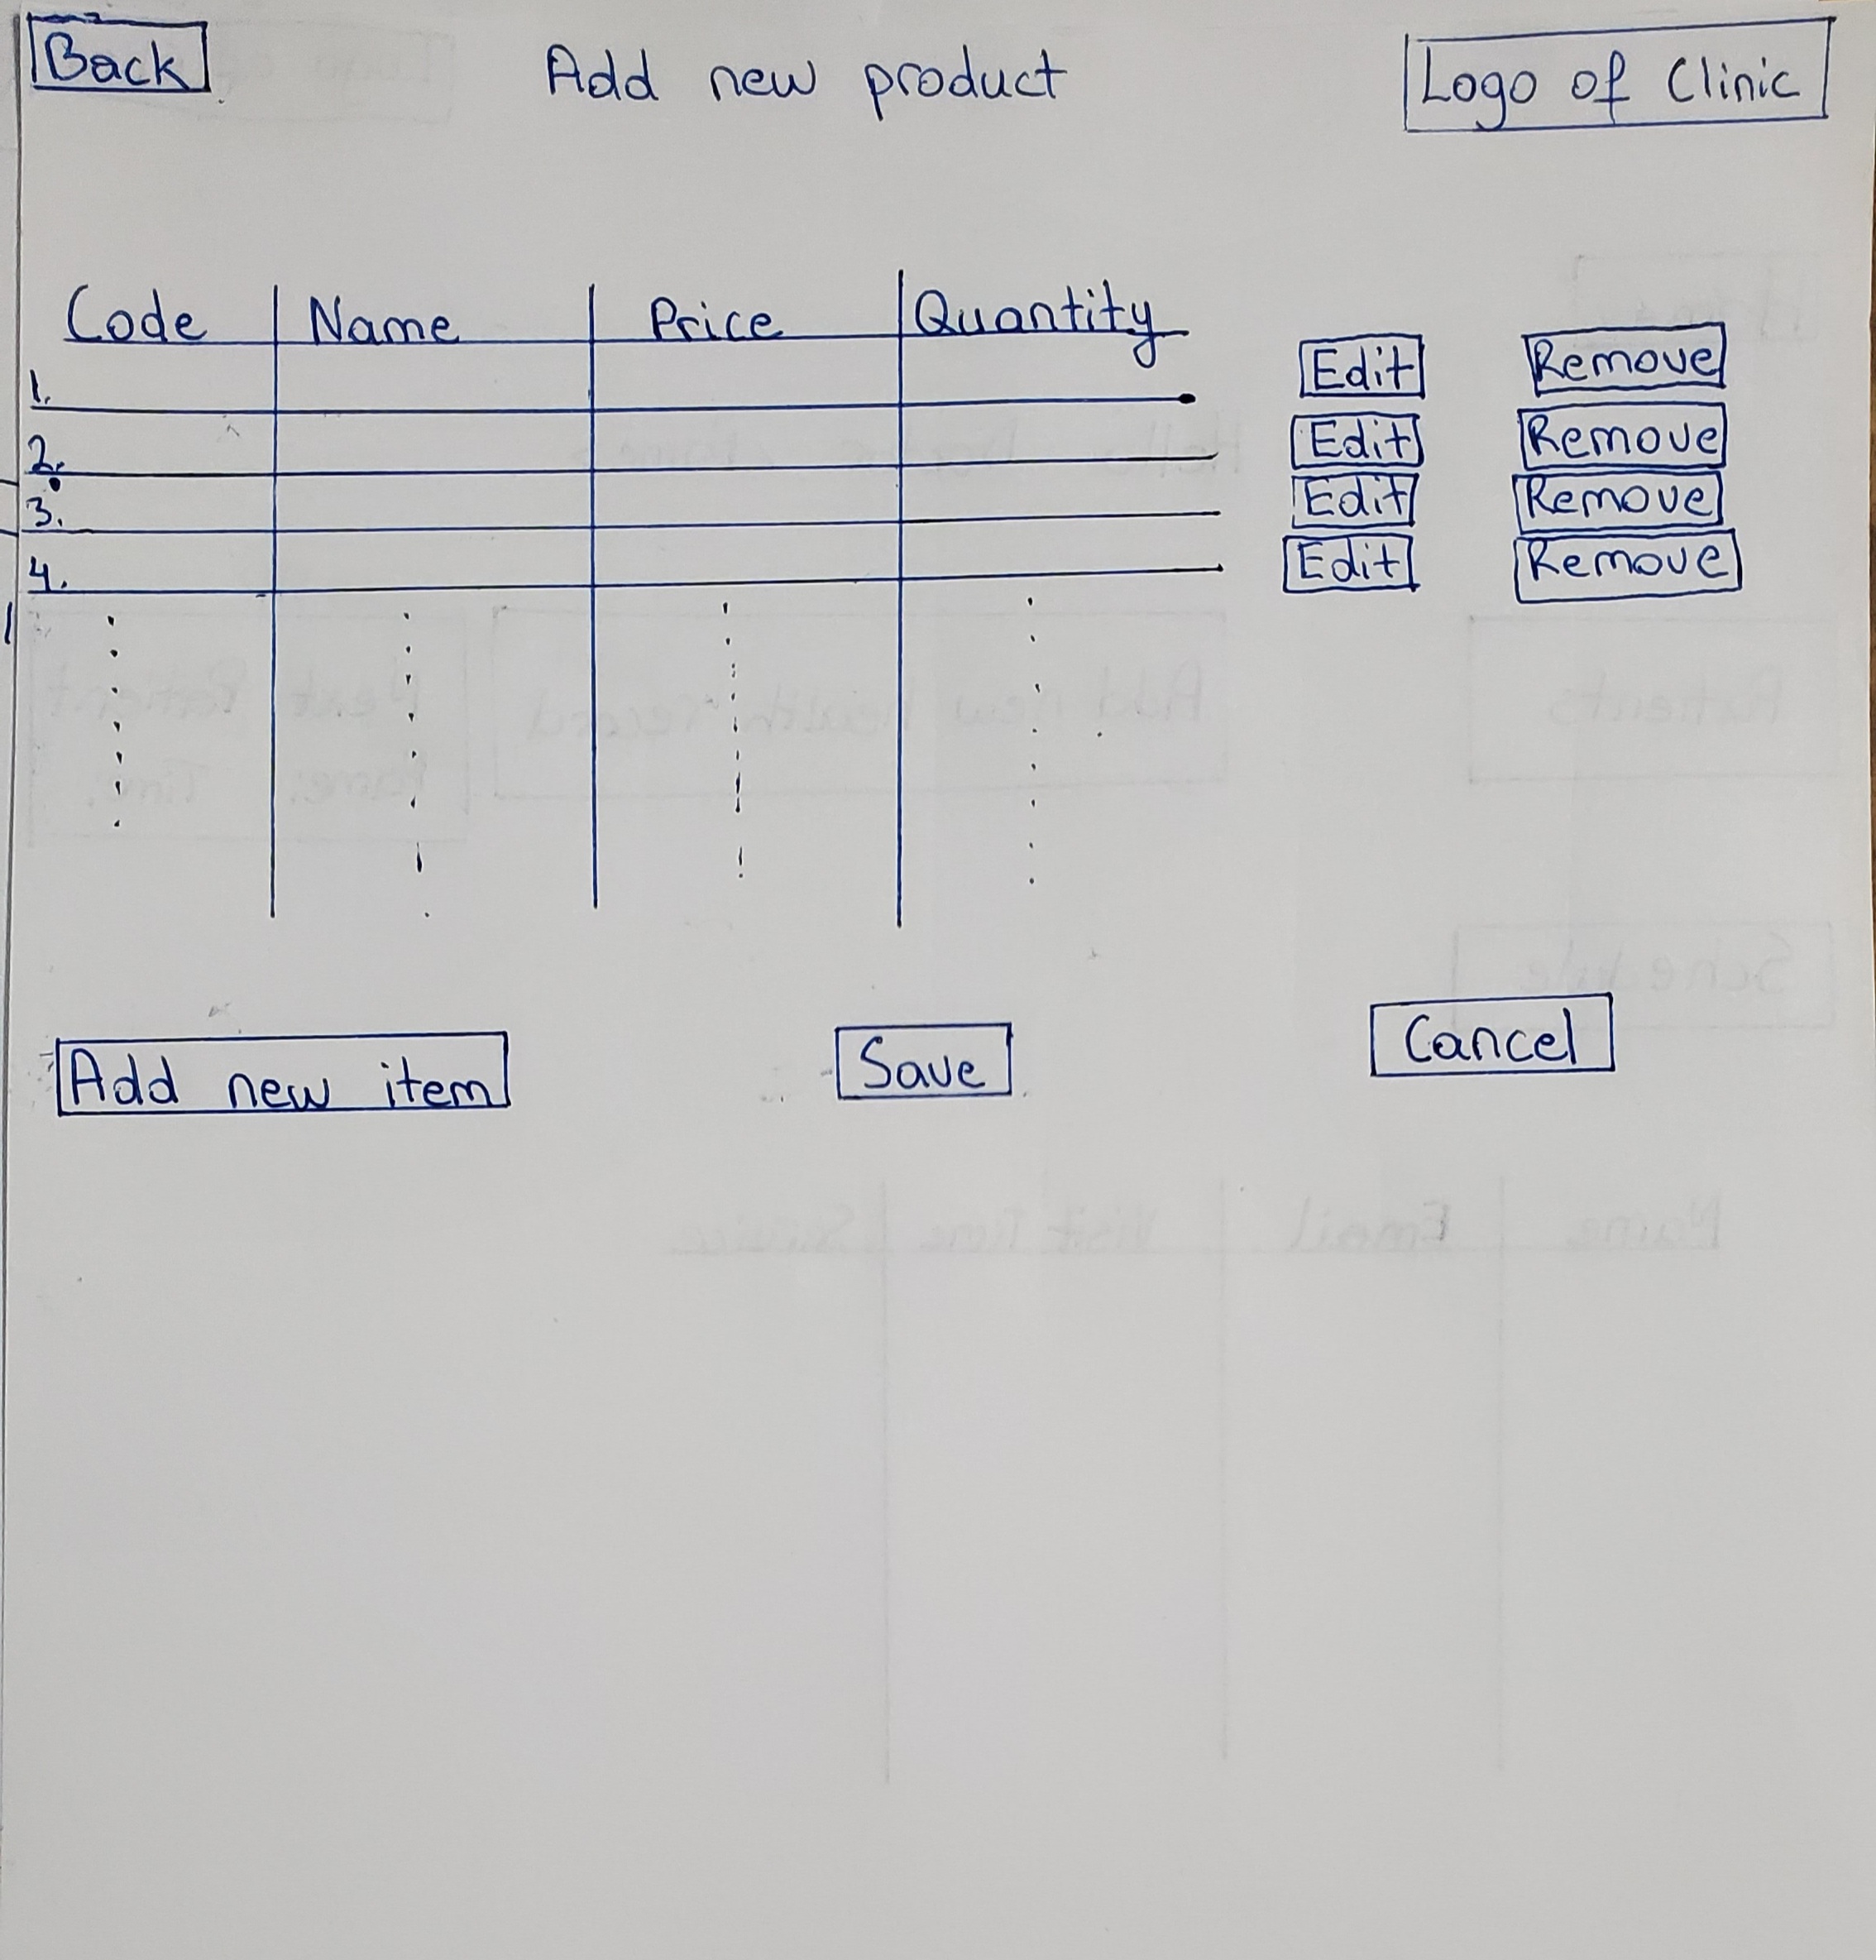 Back Add new product Logo of Clinic
Code Name Price Quantity
1. Edit Remove
2. Edit Remove
3. Edit Remove
4. Edit Remove
Add new item Save Cancel